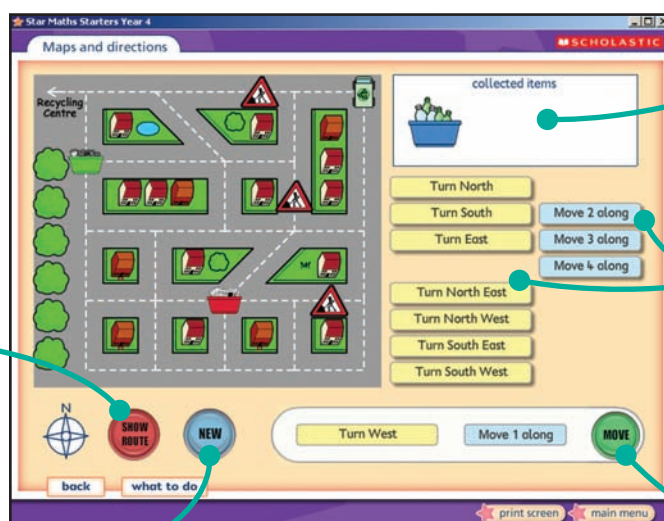 Star Maths Starters Year 4
Maps and directions
SCHOLASTIC
Recycling
Centre
collected items
Turn North
Turn South
Move 2 along
Turn East
Move 3 along
Move 4 along
Turn North East
Turn North West
Turn South East
Turn South West
N
SHOW
ROUTE
NEW
Turn West
Move 1 along
MOVE
back
what to do
print screen
main menu